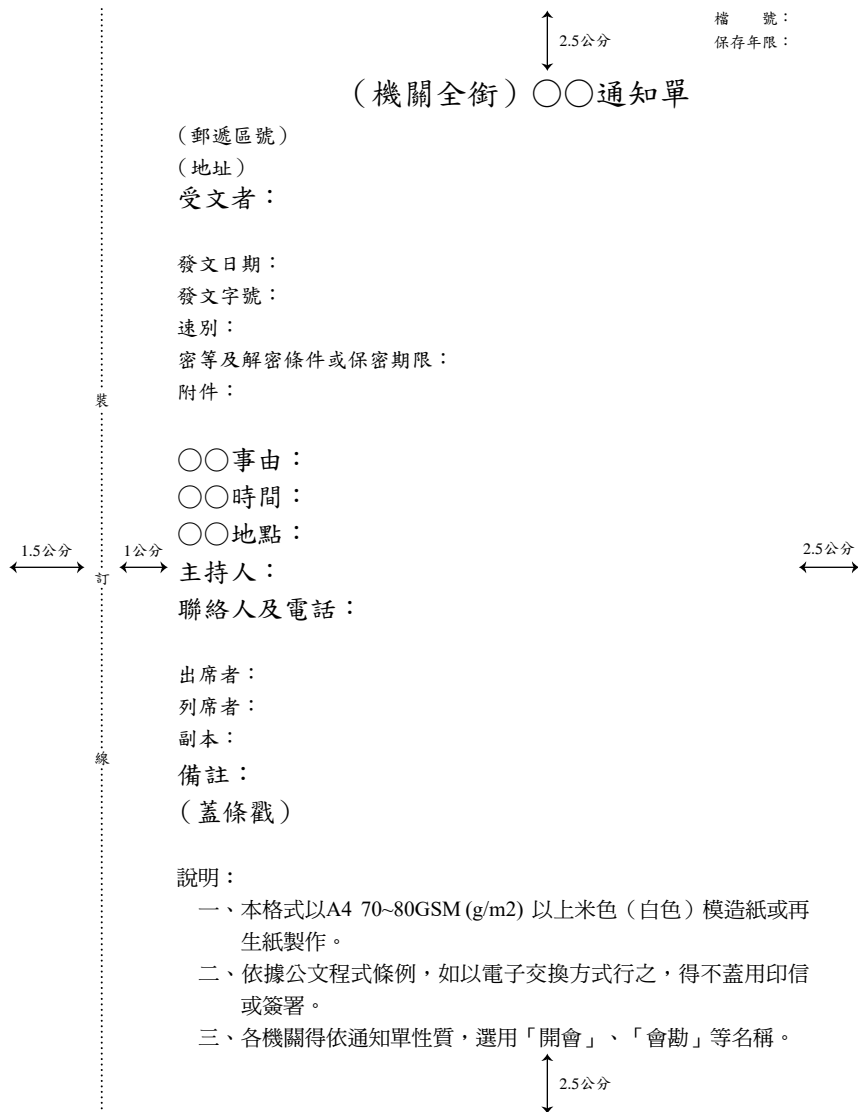 檔　　號：
保存年限：
2.5公分
（機關全銜）○○通知單
（郵遞區號）
（地址）
受文者：
發文日期：
發文字號：
速別：
密等及解密條件或保密期限：
附件：
裝
○○事由：
○○時間：
○○地點：
1.5公分
1公分
2.5公分
訂
主持人：
聯絡人及電話：
出席者：
列席者：
副本：
線
備註：
（蓋條戳）
說明：
一、本格式以A4 70~80GSM (g/m2) 以上米色（白色）模造紙或再
生紙製作。
二、依據公文程式條例，如以電子交換方式行之，得不蓋用印信
或簽署。
三、各機關得依通知單性質，選用「開會」、「會勘」等名稱。
2.5公分